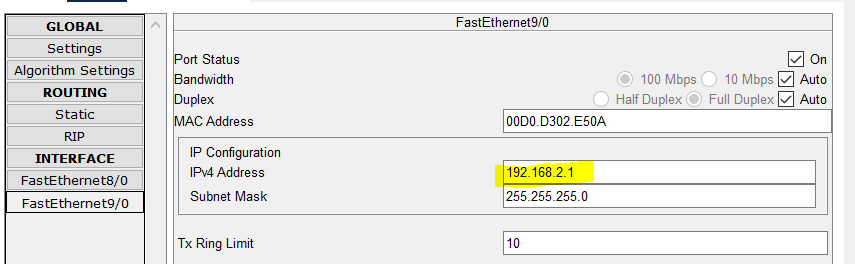 GLOBAL
Settings
Algorithm Settings
ROUTING
Static
RIP
INTERFACE
FastEthernet8/0
FastEthernet9/0
FastEthernet9/0
Port Status On
Bandwidth 100 Mbps 10 Mbps Auto
Duplex Half Duplex Full Duplex Auto
MAC Address 00D0.D302.E50A
IP Configuration
IPv4 Address 192.168.2.1
Subnet Mask 255.255.255.0
Tx Ring Limit 10